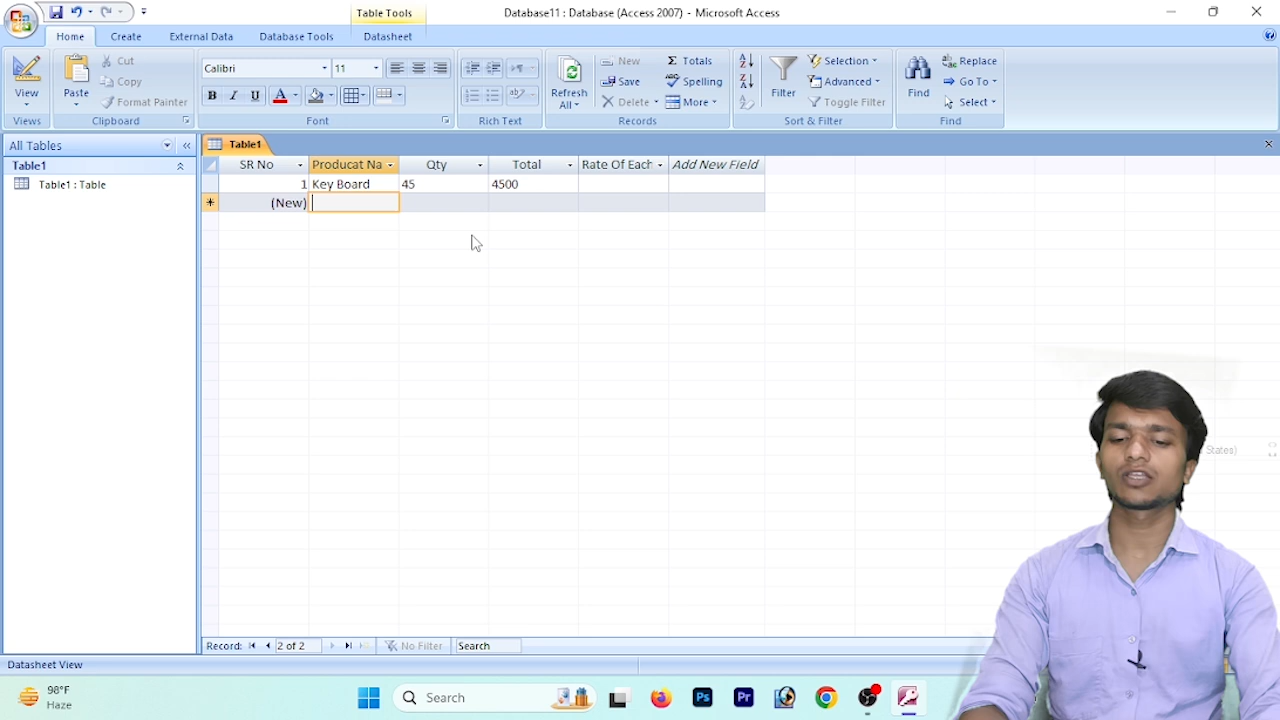 Table Tools
Database11 : Database (Access 2007) - Microsoft Access
Home
Create
External Data
Database Tools
Datasheet
View
Views
Paste
Cut
Copy
Format Painter
Clipboard
Calibri
11
B I U
A
Font
Rich Text
Refresh All
New
Save
Delete
Totals
Spelling
More
Records
Filter
Selection
Advanced
Toggle Filter
Sort & Filter
Find
Replace
Go To
Select
Find
All Tables
Table1
Table1 : Table
Table1
SR No Producat Na Qty Total Rate Of Each Add New Field
1 Key Board 45 4500
(New)
States)
Record: 2 of 2 No Filter Search
Datasheet View
98°F
Haze
Search
Ps
Pr